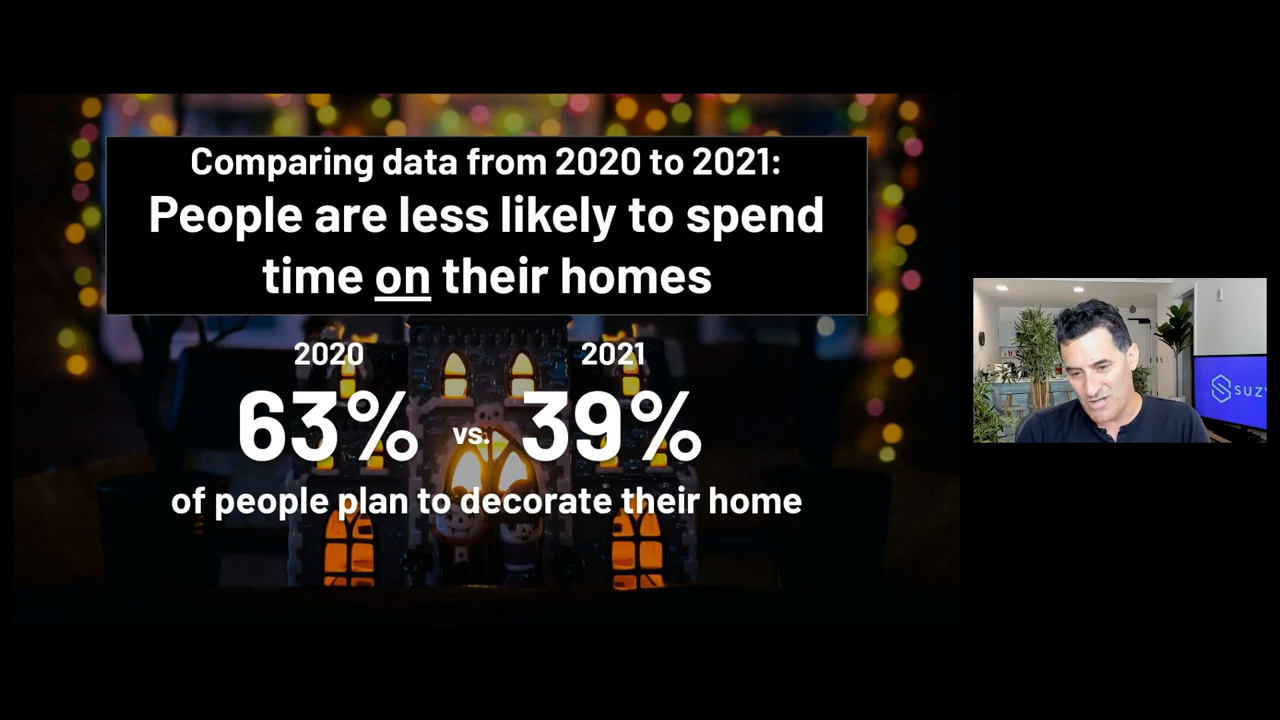 Comparing data from 2020 to 2021:
People are less likely to spend
time on their homes
2020
2021
63%
vs.
39%
of people plan to decorate their home
SUZY